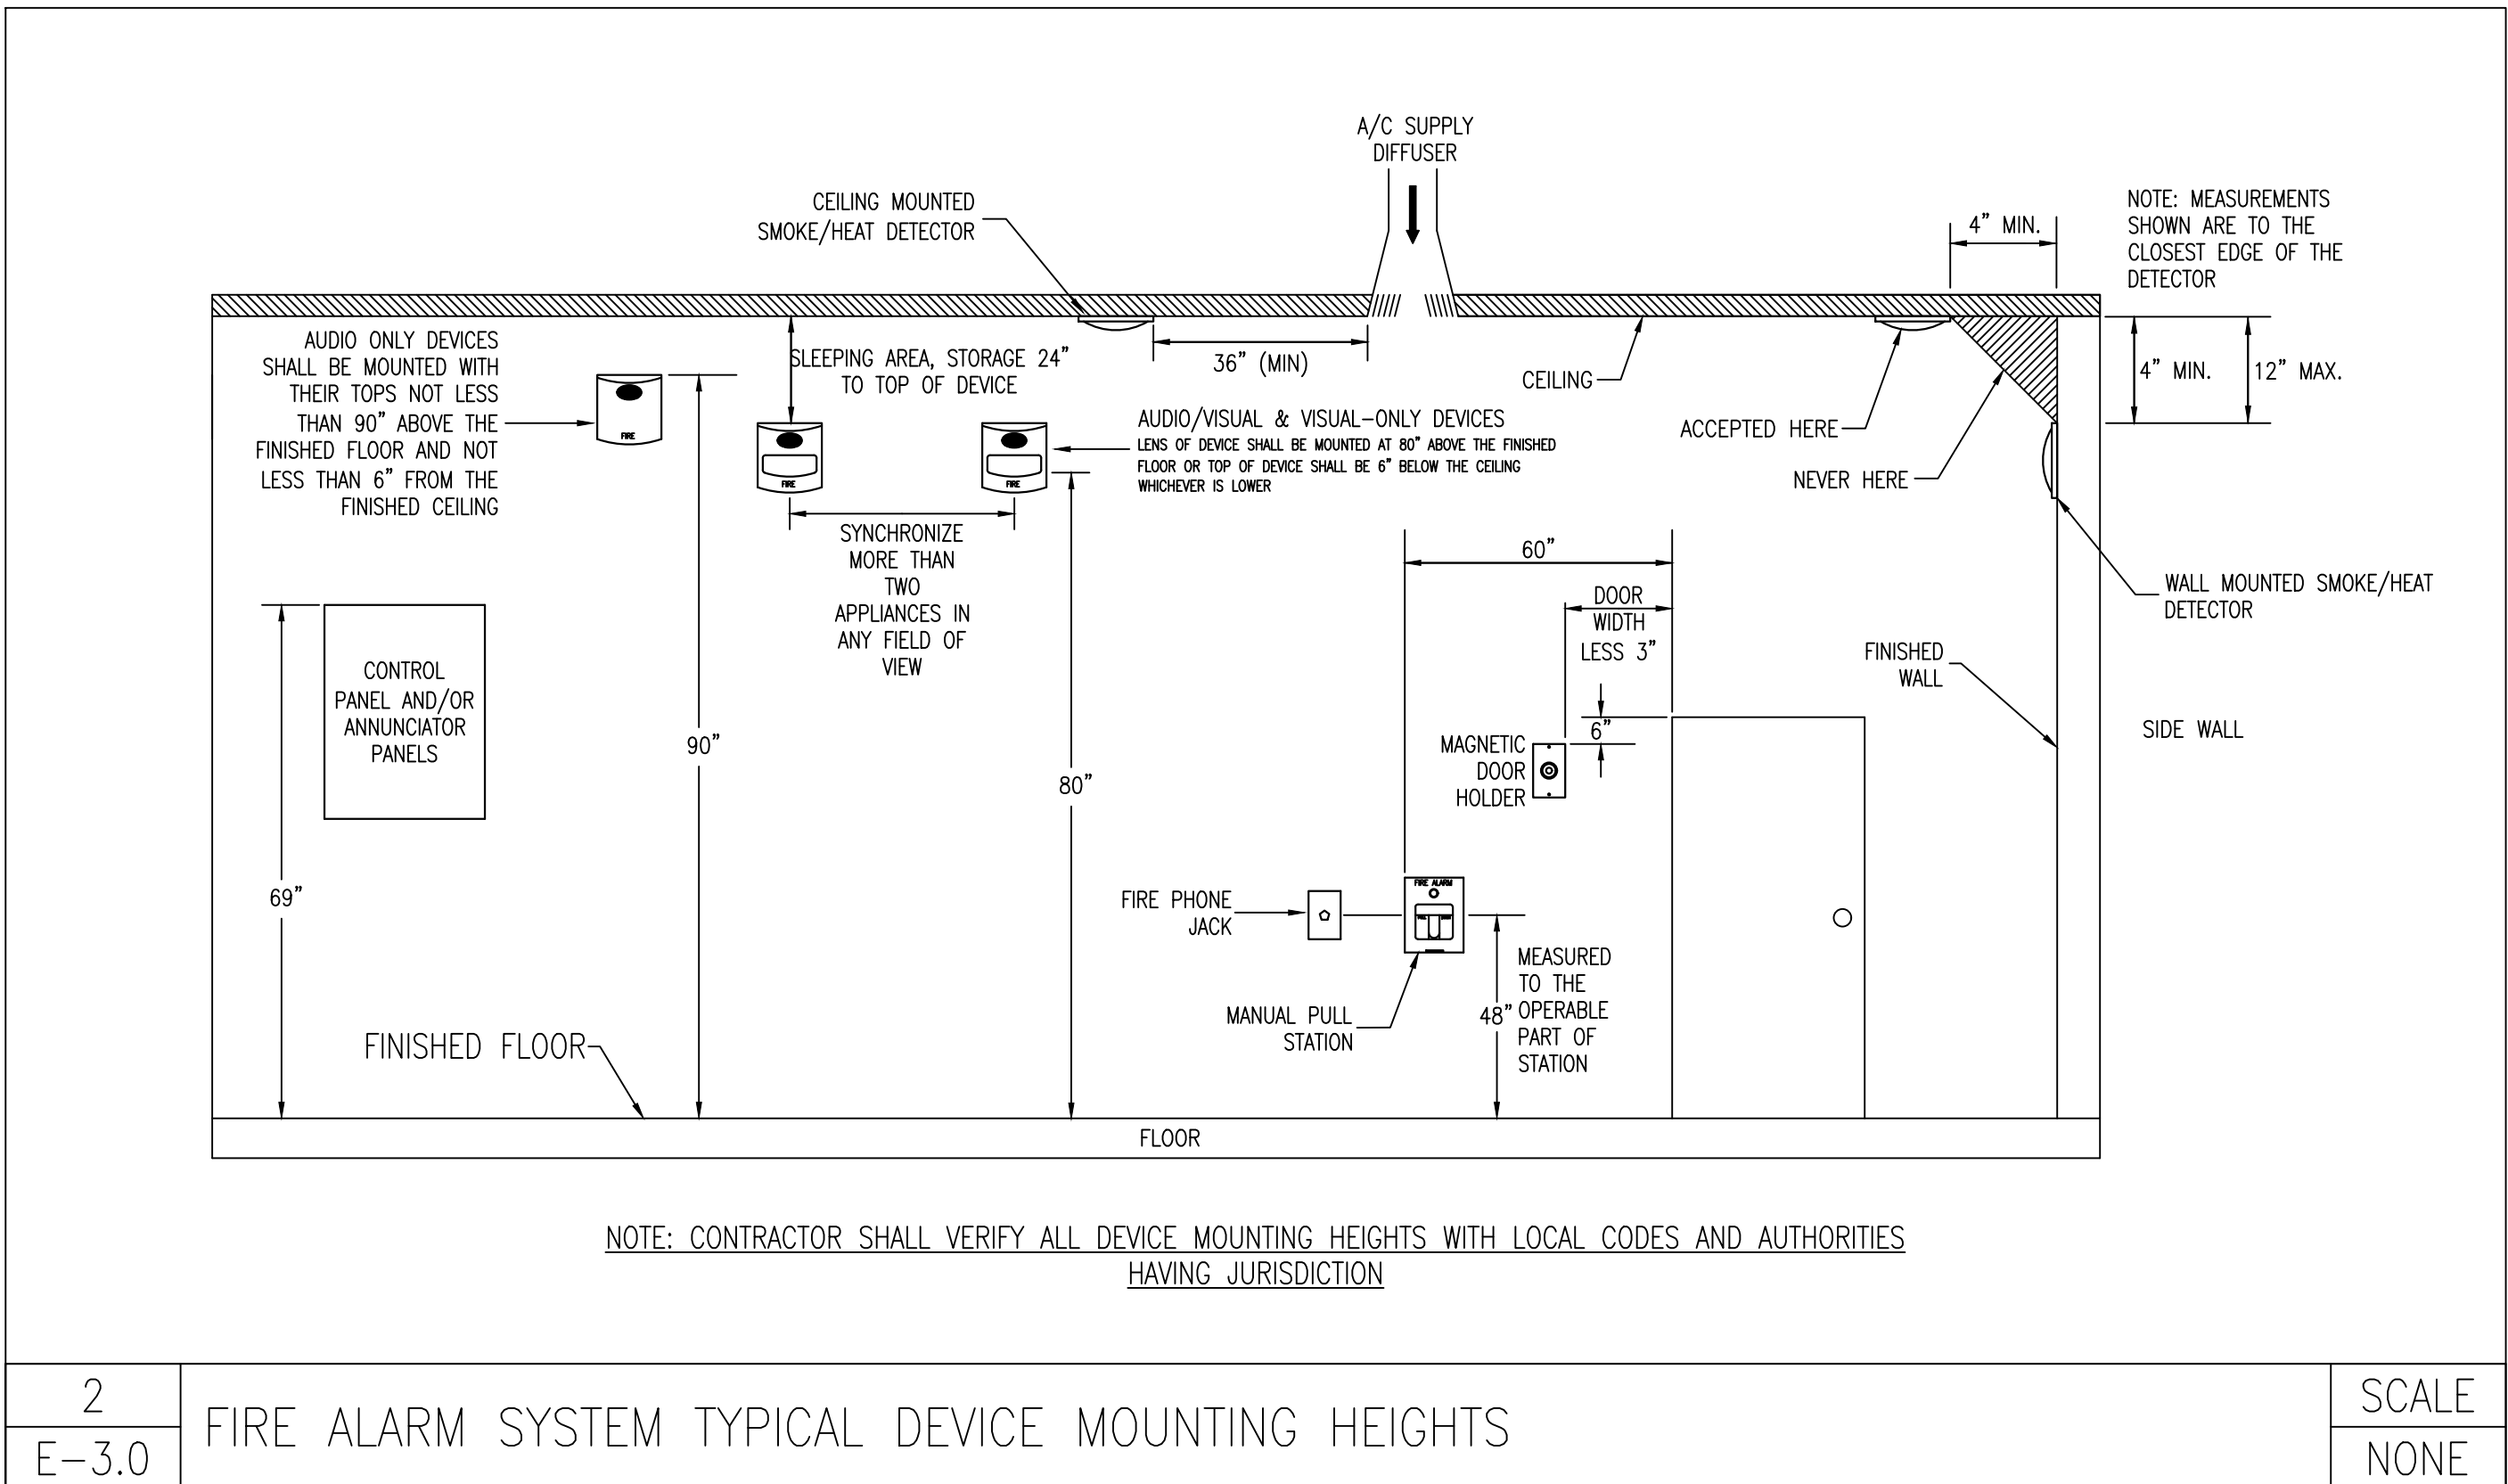 A/C SUPPLY
DIFFUSER
CEILING MOUNTED
SMOKE/HEAT DETECTOR
4" MIN.
NOTE: MEASUREMENTS
SHOWN ARE TO THE
CLOSEST EDGE OF THE
DETECTOR
AUDIO ONLY DEVICES
SHALL BE MOUNTED WITH
THEIR TOPS NOT LESS
THAN 90" ABOVE THE
FINISHED FLOOR AND NOT
LESS THAN 6" FROM THE
FINISHED CEILING
FIRE
SLEEPING AREA, STORAGE 24"
TO TOP OF DEVICE
36" (MIN)
CEILING
4" MIN.
12" MAX.
FIRE
FIRE
AUDIO/VISUAL & VISUAL-ONLY DEVICES
LENS OF DEVICE SHALL BE MOUNTED AT 80" ABOVE THE FINISHED
FLOOR OR TOP OF DEVICE SHALL BE 6" BELOW THE CEILING
WHICHEVER IS LOWER
ACCEPTED HERE
NEVER HERE
SYNCHRONIZE
MORE THAN
TWO
APPLIANCES IN
ANY FIELD OF
VIEW
60"
DOOR
WIDTH
LESS 3"
WALL MOUNTED SMOKE/HEAT
DETECTOR
FINISHED
WALL
SIDE WALL
CONTROL
PANEL AND/OR
ANNUNCIATOR
PANELS
90"
80"
6"
MAGNETIC
DOOR
HOLDER
69"
FIRE PHONE
JACK
FIRE ALARM
MANUAL PULL
STATION
48"
MEASURED
TO THE
OPERABLE
PART OF
STATION
FINISHED FLOOR
FLOOR
NOTE: CONTRACTOR SHALL VERIFY ALL DEVICE MOUNTING HEIGHTS WITH LOCAL CODES AND AUTHORITIES
HAVING JURISDICTION
2
E-3.0
FIRE ALARM SYSTEM TYPICAL DEVICE MOUNTING HEIGHTS
SCALE
NONE